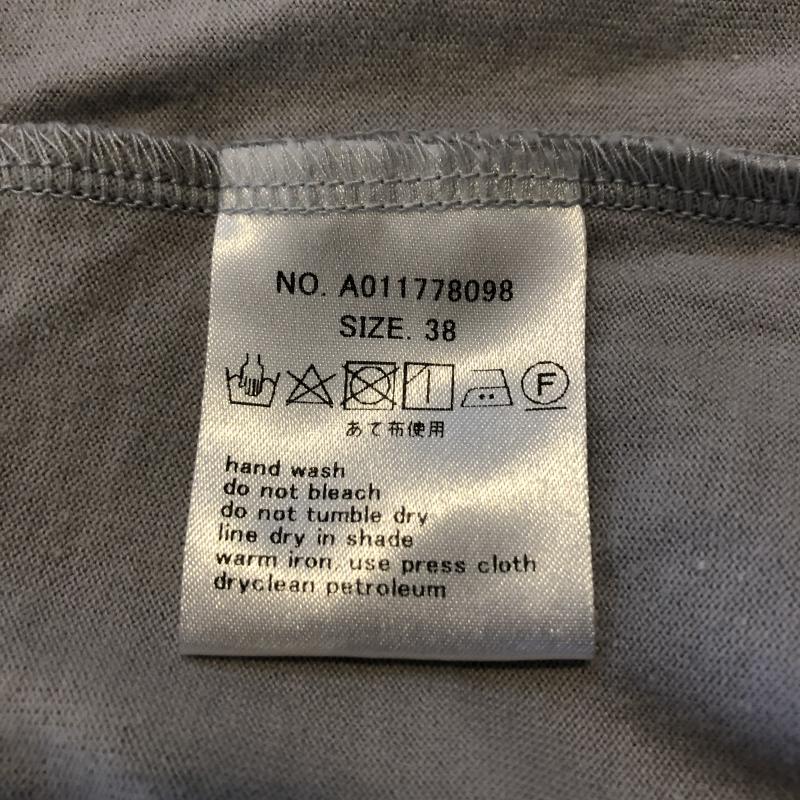 NO. A011778098
SIZE. 38
F
あて布使用
hand wash
do not bleach
do not tumble dry
line dry in shade
warm iron, use press cloth
dryclean petroleum